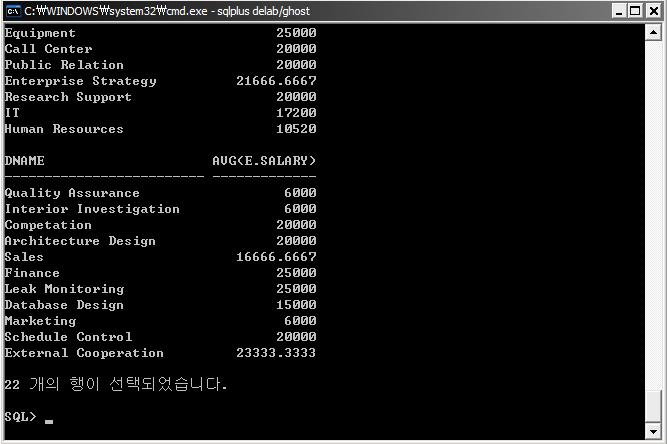 C:₩WINDOWS₩system32₩cmd.exe - sqlplus delab/ghost
Equipment 25000
Call Center 20000
Public Relation 20000
Enterprise Strategy 21666.6667
Research Support 20000
IT 17200
Human Resources 10520
DNAME AVG(E.SALARY)
------------------------- -------------
Quality Assurance 6000
Interior Investigation 6000
Competation 20000
Architecture Design 20000
Sales 16666.6667
Finance 25000
Leak Monitoring 25000
Database Design 15000
Marketing 6000
Schedule Control 20000
External Cooperation 23333.3333
22 개의 행이 선택되었습니다.
SQL> _